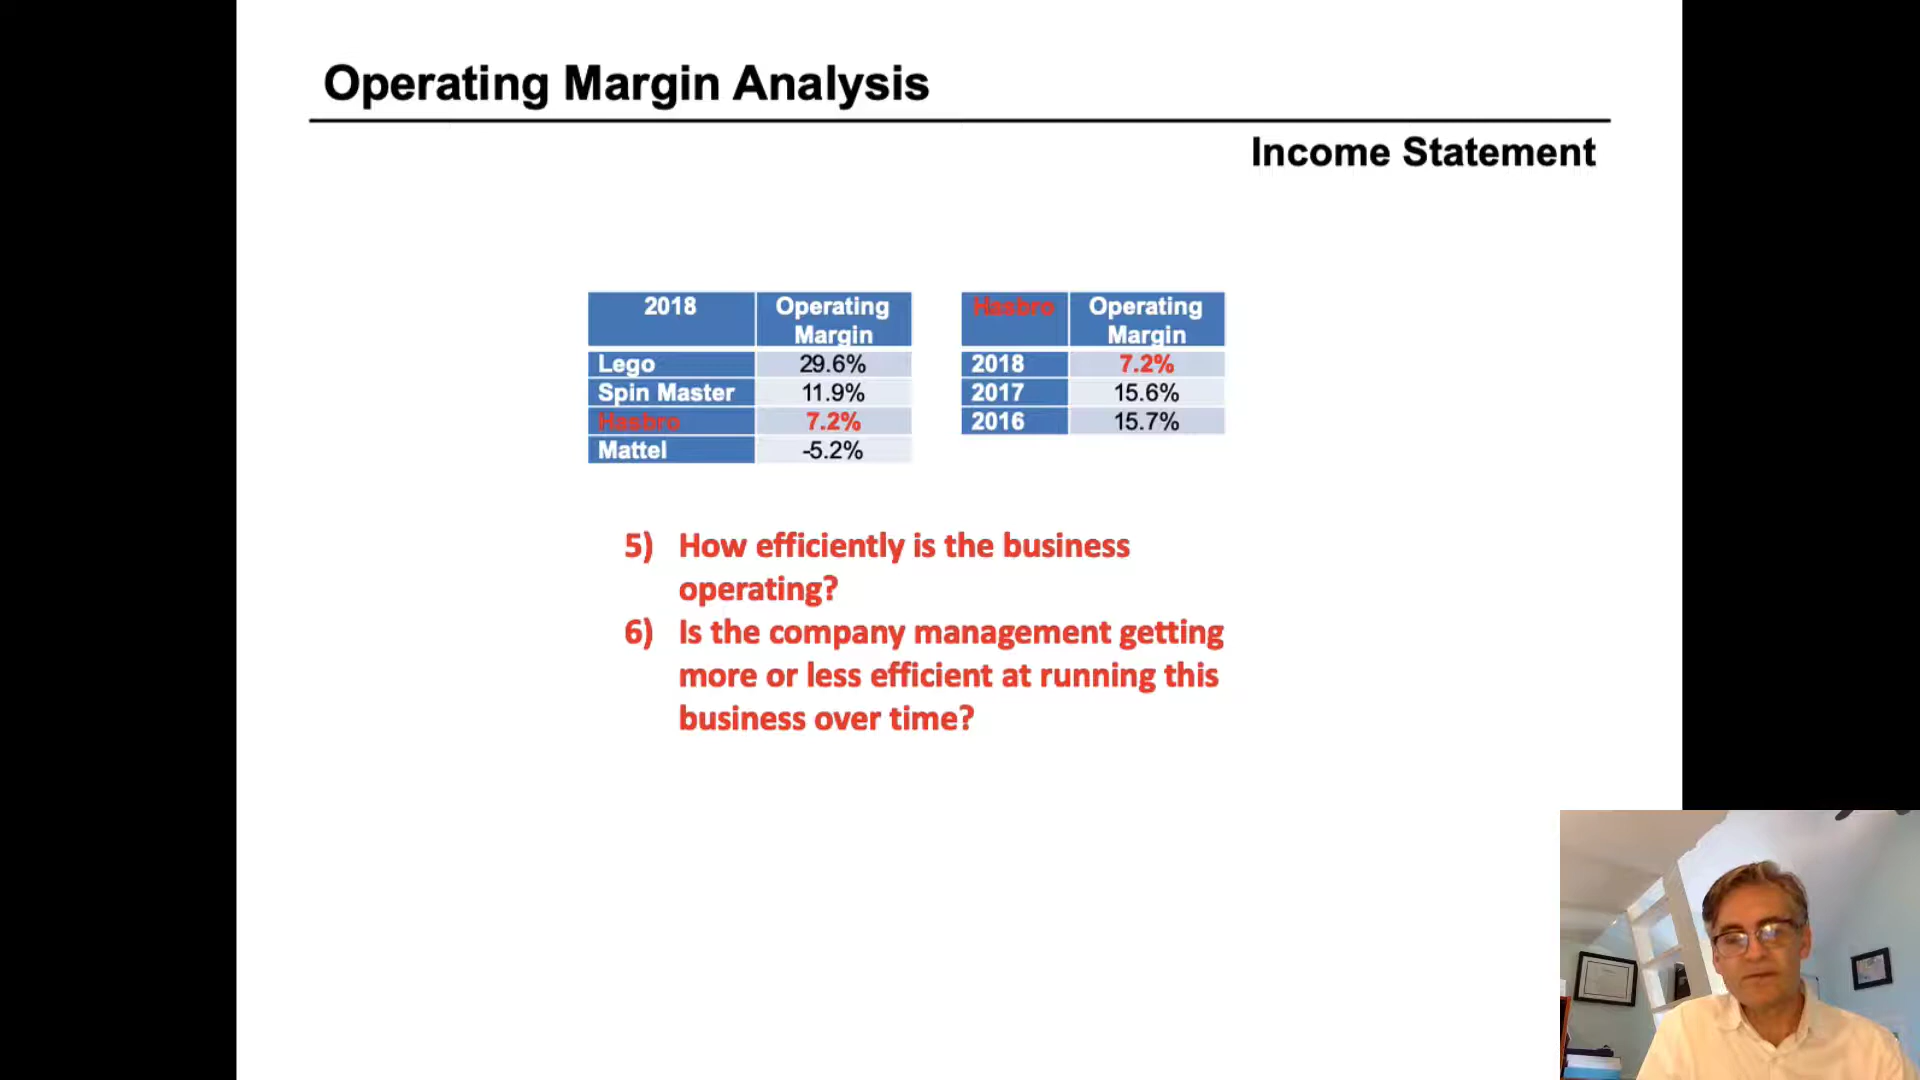 Operating Margin Analysis
Income Statement
2018 Operating Margin
Lego 29.6%
Spin Master 11.9%
Hasbro 7.2%
Mattel -5.2%
Hasbro Operating Margin
2018 7.2%
2017 15.6%
2016 15.7%
5) How efficiently is the business
operating?
6) Is the company management getting
more or less efficient at running this
business over time?